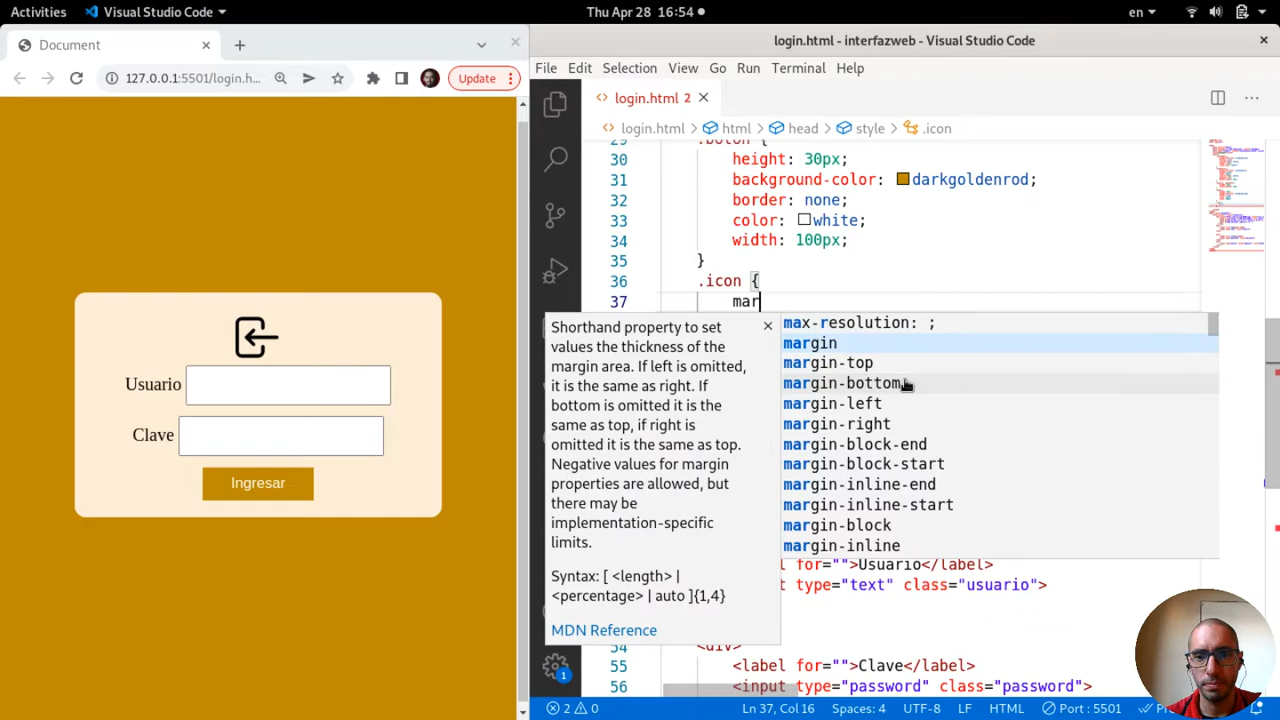 Activities
Visual Studio Code
Thu Apr 28 16:54
en
Document
127.0.0.1:5501/login.h...
Update
Usuario
Clave
Ingresar
login.html - interfazweb - Visual Studio Code
File Edit Selection View Go Run Terminal Help
login.html 2
login.html > html > head > style > .icon
29 .boton {
30 height: 30px;
31 background-color: darkgoldenrod;
32 border: none;
33 color: white;
34 width: 100px;
35 }
36 .icon {
37 mar
Shorthand property to set
values the thickness of the
margin area. If left is omitted,
it is the same as right. If
bottom is omitted it is the
same as top, if right is
omitted it is the same as top.
Negative values for margin
properties are allowed, but
there may be
implementation-specific
limits.
Syntax: [ <length> |
<percentage> | auto ]{1,4}
MDN Reference
max-resolution: ;
margin
margin-top
margin-bottom
margin-left
margin-right
margin-block-end
margin-block-start
margin-inline-end
margin-inline-start
margin-block
margin-inline
l for="">Usuario</label>
t type="text" class="usuario">
54 <div>
55 <label for="">Clave</label>
56 <input type="password" class="password">
1
2 0
Ln 37, Col 16
Spaces: 4
UTF-8
LF
HTML
Port : 5501